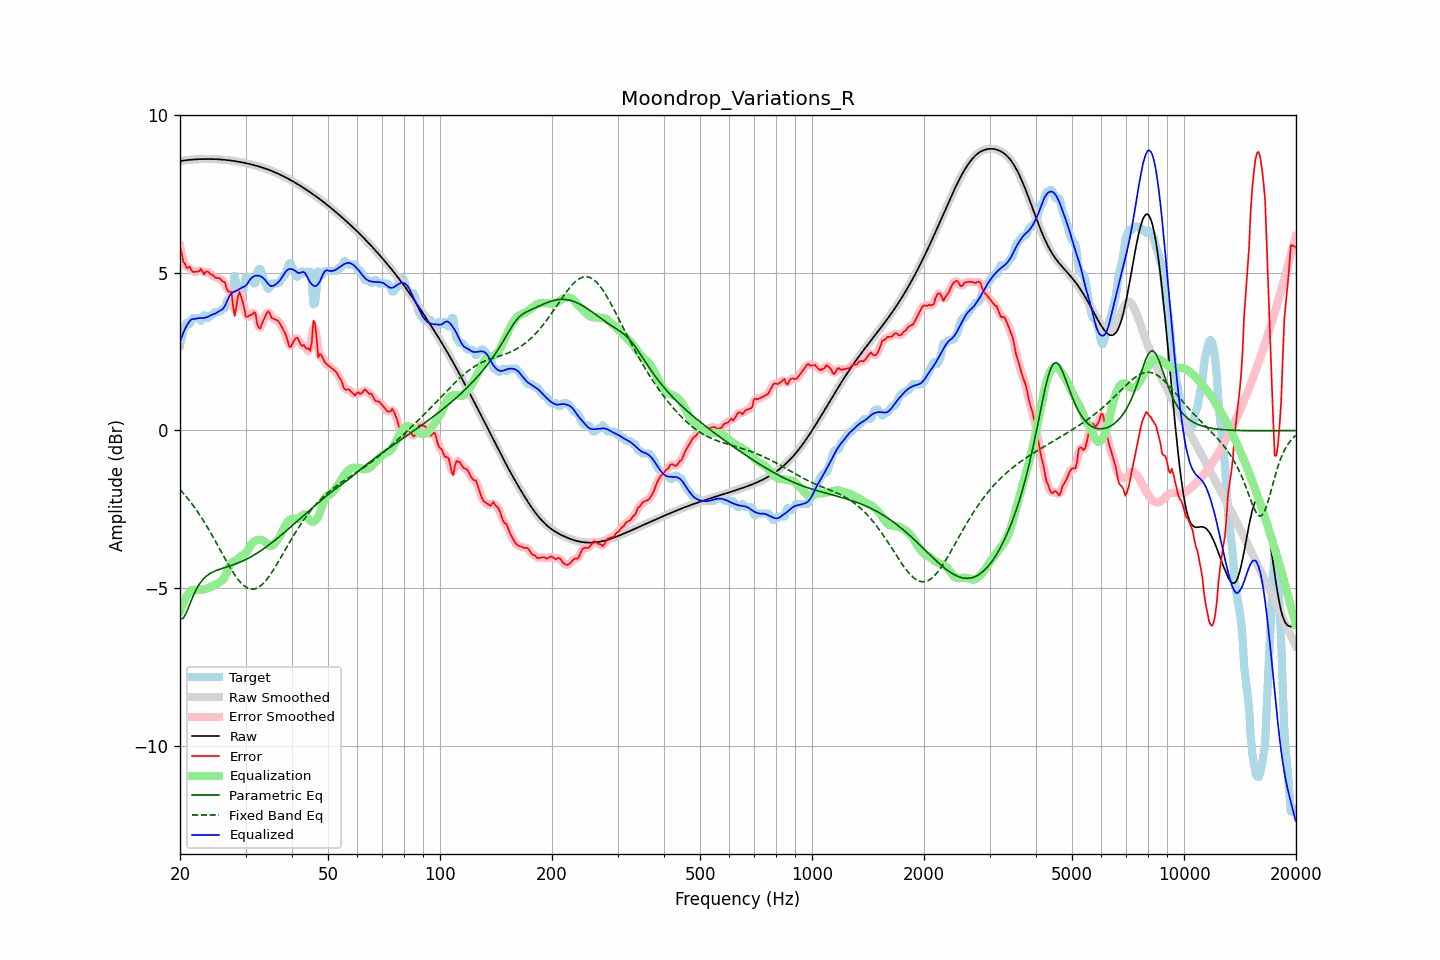 Moondrop_Variations_R
Amplitude (dBr)
10
5
0
−5
−10
Target
Raw Smoothed
Error Smoothed
Raw
Error
Equalization
Parametric Eq
Fixed Band Eq
Equalized
20 50 100 200 500 1000 2000 5000 10000 20000
Frequency (Hz)